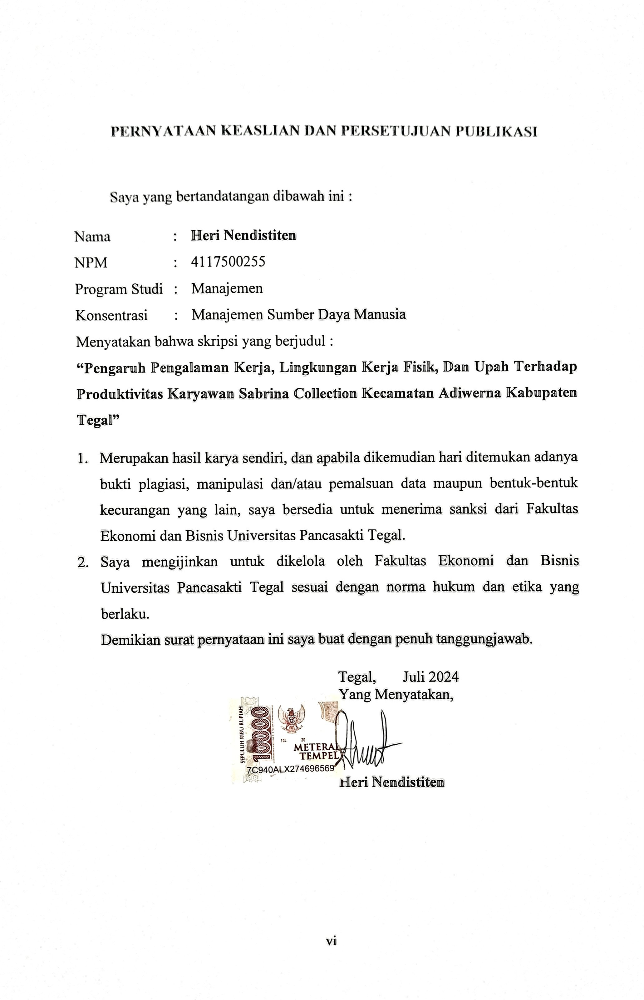 PERNYATAAN KEASLIAN DAN PERSETUJUAN PUBLIKASI
Saya yang bertandatangan dibawah ini :
Nama : Heri Nendistiten
NPM : 4117500255
Program Studi : Manajemen
Konsentrasi : Manajemen Sumber Daya Manusia
Menyatakan bahwa skripsi yang berjudul :
“Pengaruh Pengalaman Kerja, Lingkungan Kerja Fisik, Dan Upah Terhadap
Produktivitas Karyawan Sabrina Collection Kecamatan Adiwerna Kabupaten
Tegal”
1. Merupakan hasil karya sendiri, dan apabila dikemudian hari ditemukan adanya
bukti plagiasi, manipulasi dan/atau pemalsuan data maupun bentuk-bentuk
kecurangan yang lain, saya bersedia untuk menerima sanksi dari Fakultas
Ekonomi dan Bisnis Universitas Pancasakti Tegal.
2. Saya mengijinkan untuk dikelola oleh Fakultas Ekonomi dan Bisnis
Universitas Pancasakti Tegal sesuai dengan norma hukum dan etika yang
berlaku.
Demikian surat pernyataan ini saya buat dengan penuh tanggungjawab.
Tegal, Juli 2024
Yang Menyatakan,
SEPULUH RIBU RUPIAH
10000
TGL 20
METERAI
TEMPEL
7C940ALX274696569
Heri Nendistiten
vi